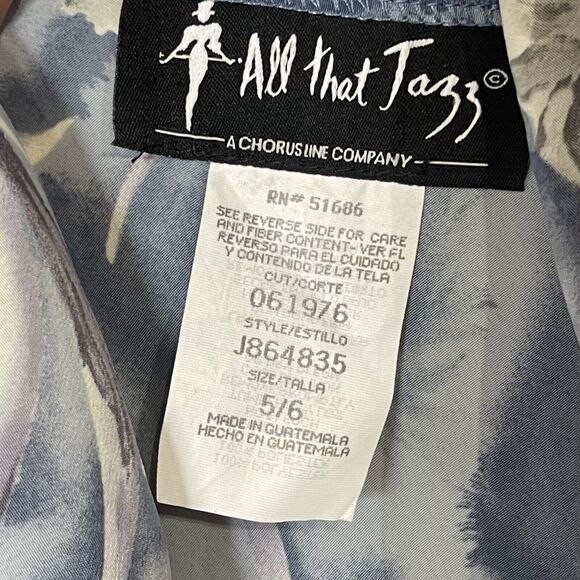 All that Jazz©
A CHORUS LINE COMPANY
RN# 51686
SEE REVERSE SIDE FOR CARE
AND FIBER CONTENT- VER EL
REVERSO PARA EL CUIDADO
Y CONTENIDO DE LA TELA
CUT/CORTE
061976
STYLE/ESTILLO
J864835
SIZE/TALLA
5/6
MADE IN GUATEMALA
HECHO EN GUATEMALA
100% POLYESTER